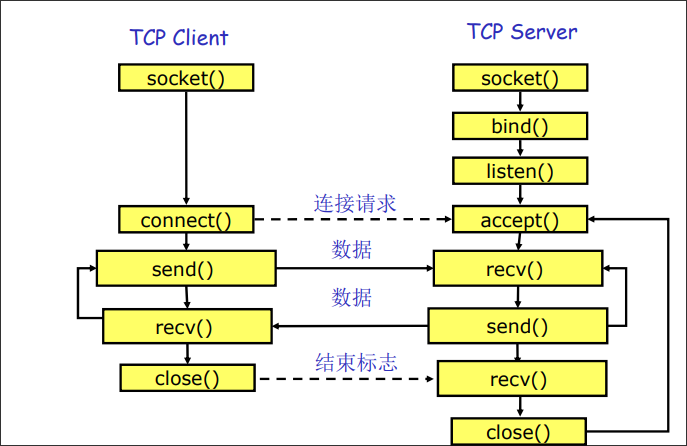 TCP Client
TCP Server
socket()
socket()
bind()
listen()
connect()
连接请求
accept()
send()
数据
recv()
recv()
数据
send()
close()
结束标志
recv()
close()